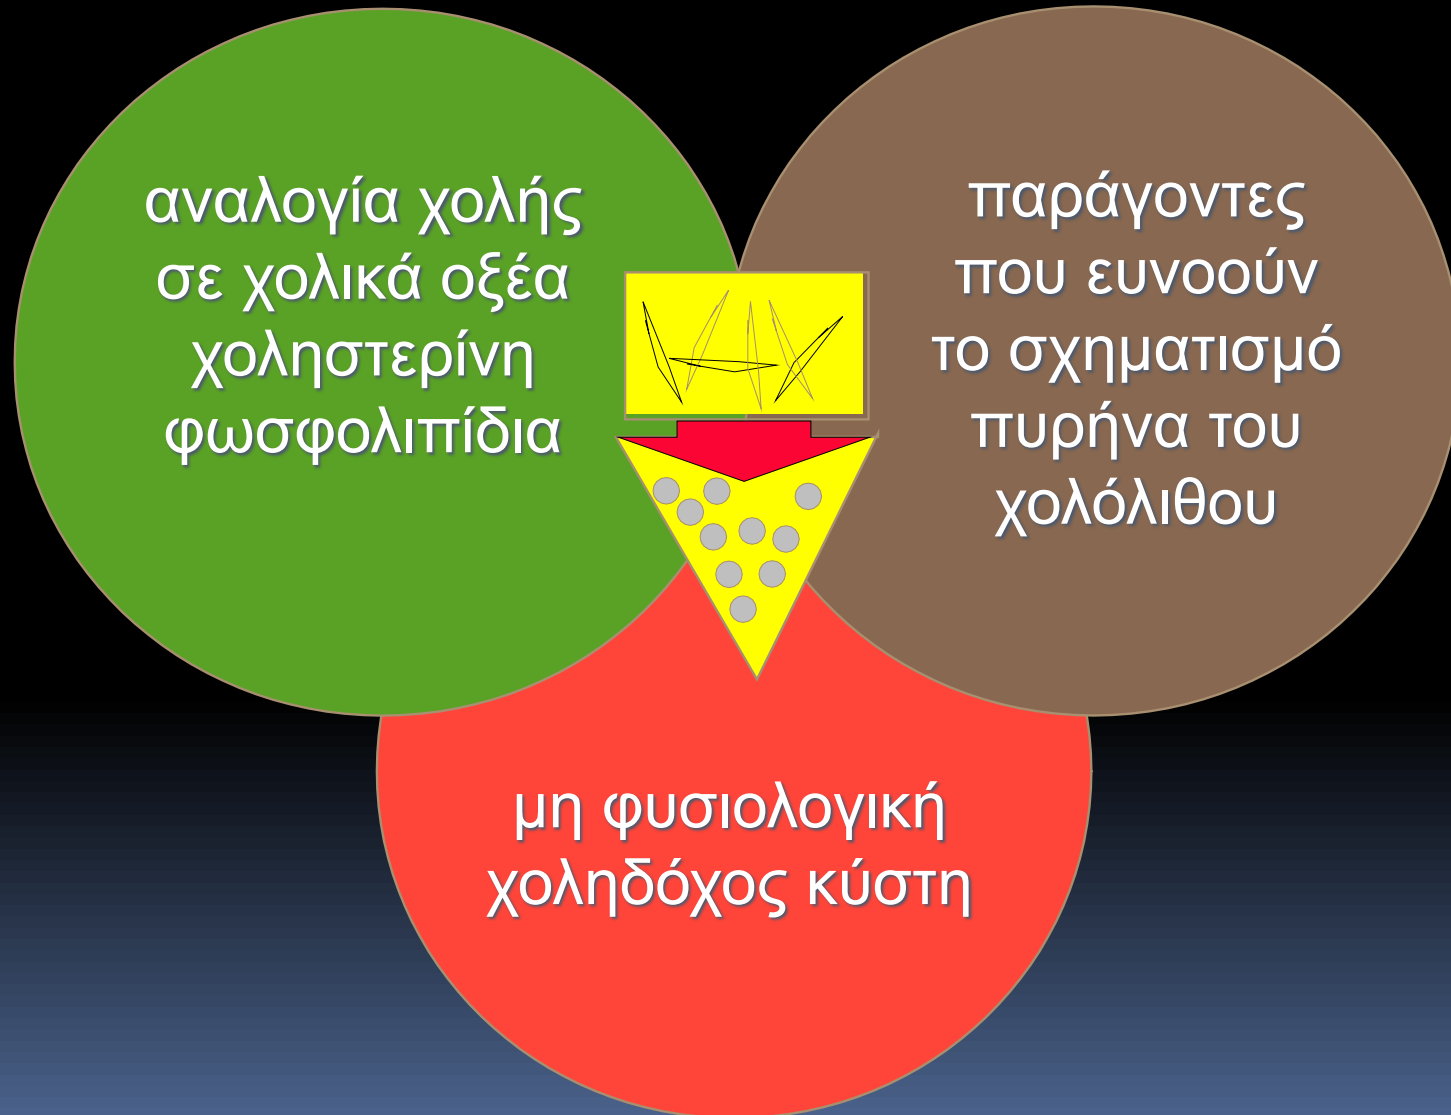 αναλογία χολής
σε χολικά οξέα
χοληστερίνη
φωσφολιπίδια
παράγοντες
που ευνοούν
το σχηματισμό
πυρήνα του
χολόλιθου
μη φυσιολογική
χοληδόχος κύστη